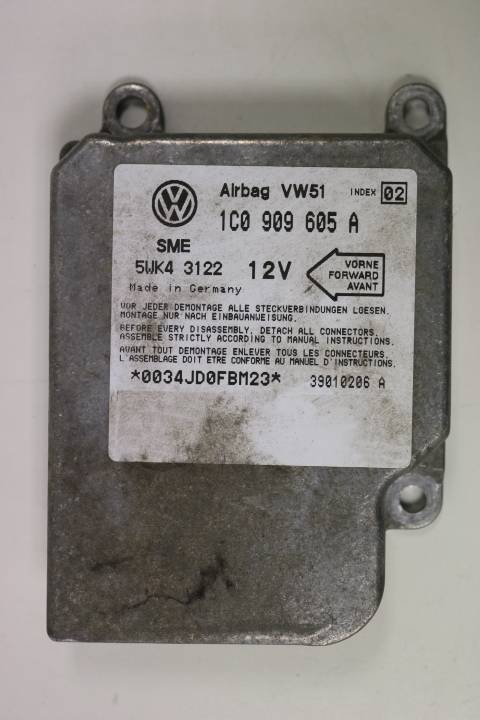 Airbag VW51 INDEX 02
1C0 909 605 A
SME
5WK4 3122 12V
VORNE
FORWARD
AVANT
Made in Germany
VOR JEDER DEMONTAGE ALLE STECKVERBINDUNGEN LOESEN.
MONTAGE NUR NACH EINBAUANWEISUNG.
BEFORE EVERY DISASSEMBLY, DETACH ALL CONNECTORS.
ASSEMBLE STRICTLY ACCORDING TO MANUAL INSTRUCTIONS.
AVANT TOUT DEMONTAGE ENLEVER TOUS LES CONNECTEURS.
L'ASSEMBLAGE DOIT ETRE CONFORME AU MANUEL D'INSTRUCTIONS.
*0034JD0FBM23* 39010206 A